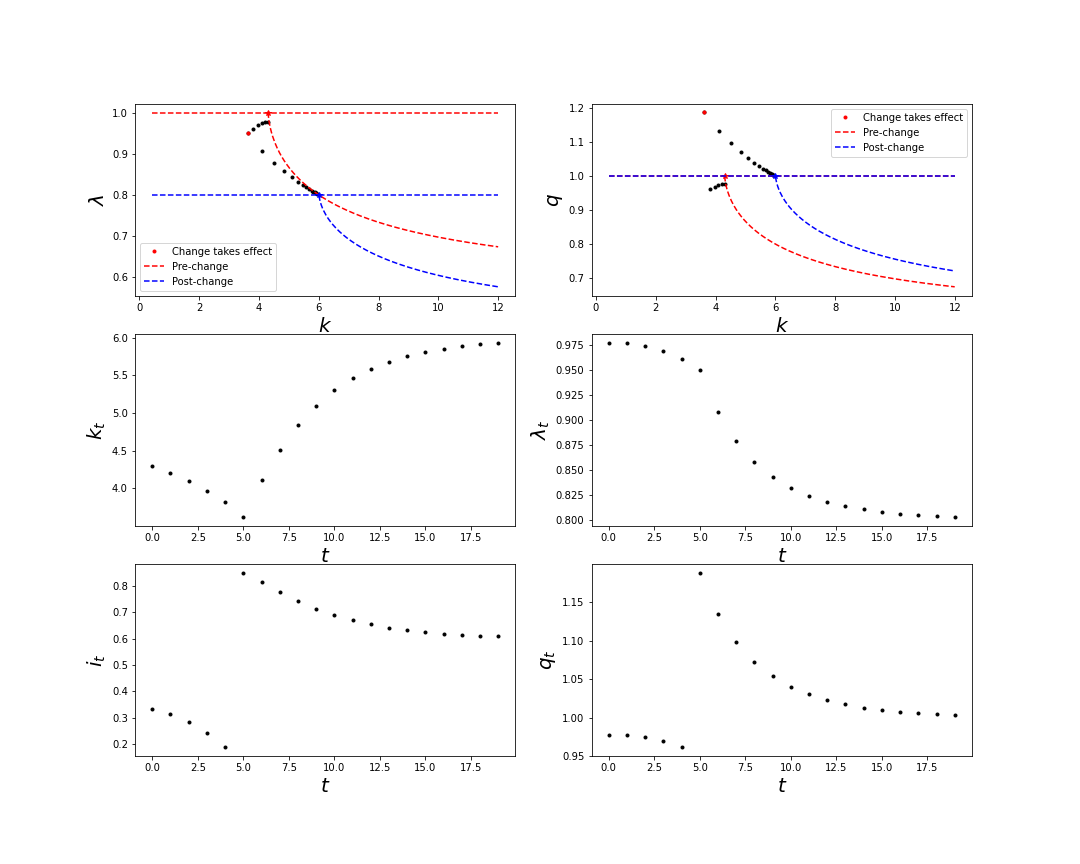 λ
1.0
0.9
0.8
0.7
0.6
Change takes effect
Pre-change
Post-change
0 2 4 6 8 10 12
k
q
1.2
1.1
1.0
0.9
0.8
0.7
Change takes effect
Pre-change
Post-change
0 2 4 6 8 10 12
k
k_t
6.0
5.5
5.0
4.5
4.0
0.0 2.5 5.0 7.5 10.0 12.5 15.0 17.5
t
λ_t
0.975
0.950
0.925
0.900
0.875
0.850
0.825
0.800
0.0 2.5 5.0 7.5 10.0 12.5 15.0 17.5
t
i_t
0.8
0.7
0.6
0.5
0.4
0.3
0.2
0.0 2.5 5.0 7.5 10.0 12.5 15.0 17.5
t
q_t
1.15
1.10
1.05
1.00
0.95
0.0 2.5 5.0 7.5 10.0 12.5 15.0 17.5
t